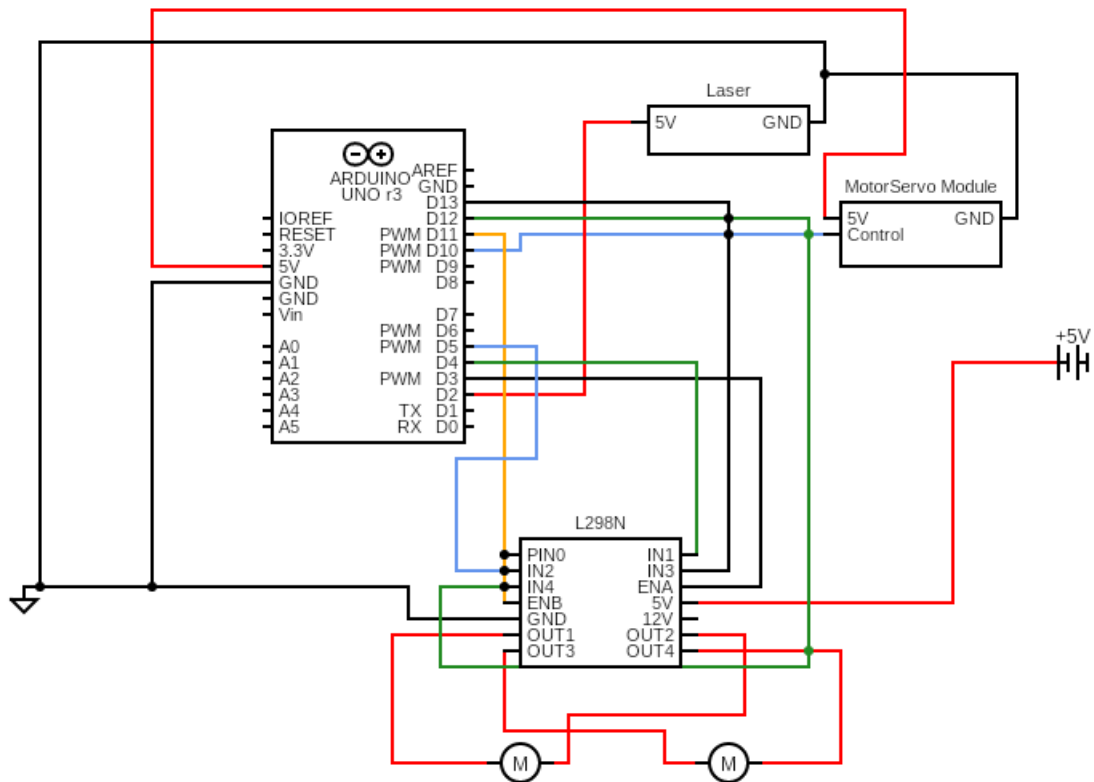 Laser
5V GND
MotorServo Module
5V GND
Control
ARDUINO
UNO r3
AREF
GND
D13
IOREF D12
RESET PWM D11
3.3V PWM D10
5V PWM D9
GND D8
GND
Vin D7
PWM D6
A0 PWM D5
A1 D4
A2 PWM D3
A3 D2
A4 TX D1
A5 RX D0
+5V
L298N
PIN0 IN1
IN2 IN3
IN4 ENA
ENB 5V
GND 12V
OUT1 OUT2
OUT3 OUT4
M M